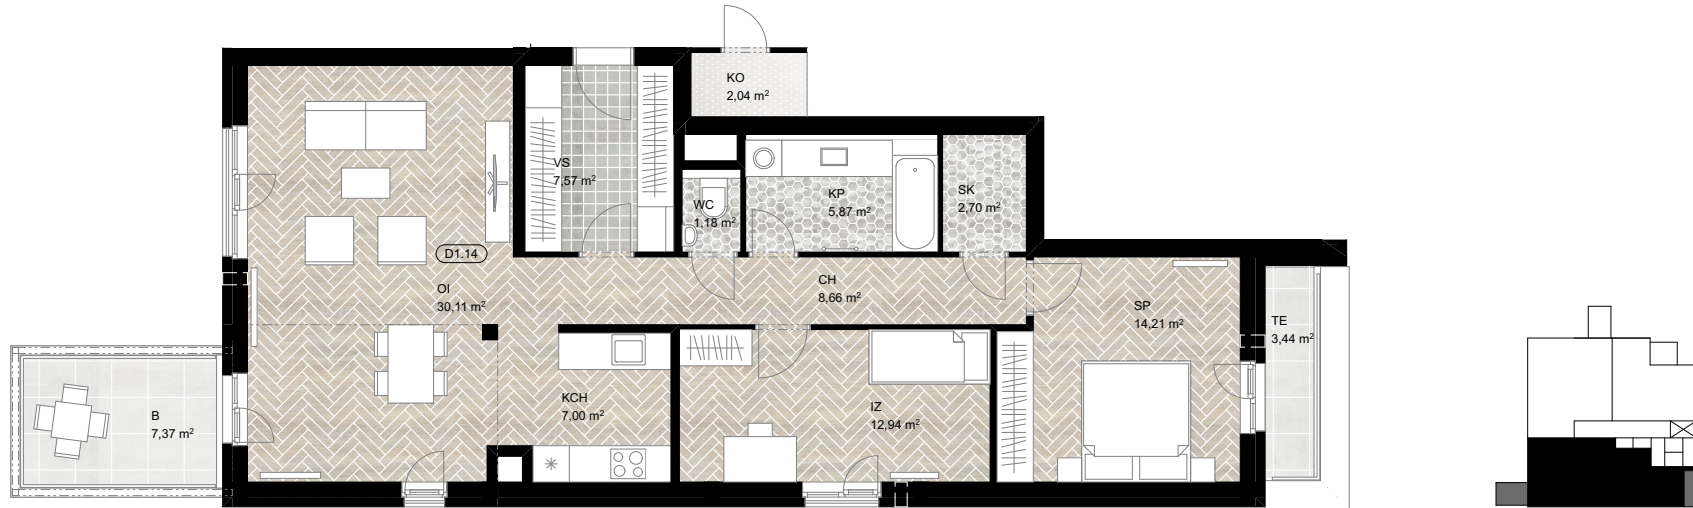 KO
2,04 m²
VS
7,57 m²
WC
1,18 m²
KP
5,87 m²
SK
2,70 m²
D1.14
OI
30,11 m²
CH
8,66 m²
SP
14,21 m²
TE
3,44 m²
KCH
7,00 m²
IZ
12,94 m²
B
7,37 m²